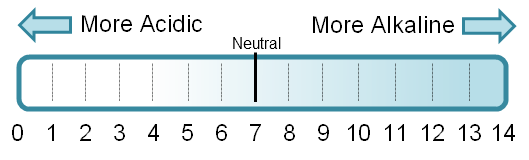 More Acidic
More Alkaline
Neutral
0 1 2 3 4 5 6 7 8 9 10 11 12 13 14